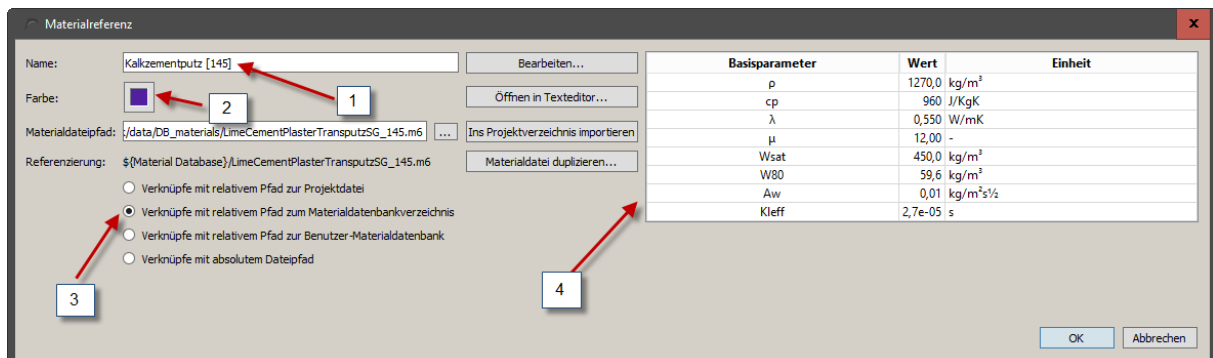 Materialreferenz
x
Name:
Kalkzementputz [145]
Bearbeiten...
Farbe:
Öffnen in Texteditor...
Materialdateipfad:
:/data/DB_materials/LimeCementPlasterTransputzSG_145.m6
...
Ins Projektverzeichnis importieren
Referenzierung:
${Material Database}/LimeCementPlasterTransputzSG_145.m6
Materialdatei duplizieren...
Verknüpfe mit relativem Pfad zur Projektdatei
Verknüpfe mit relativem Pfad zum Materialdatenbankverzeichnis
Verknüpfe mit relativem Pfad zur Benutzer-Materialdatenbank
Verknüpfe mit absolutem Dateipfad
Basisparameter Wert Einheit
ρ 1270,0 kg/m³
cp 960 J/KgK
λ 0,550 W/mK
μ 12,00 -
Wsat 450,0 kg/m³
W80 59,6 kg/m³
Aw 0,01 kg/m²s½
Kleff 2,7e-05 s
1
2
3
4
OK
Abbrechen